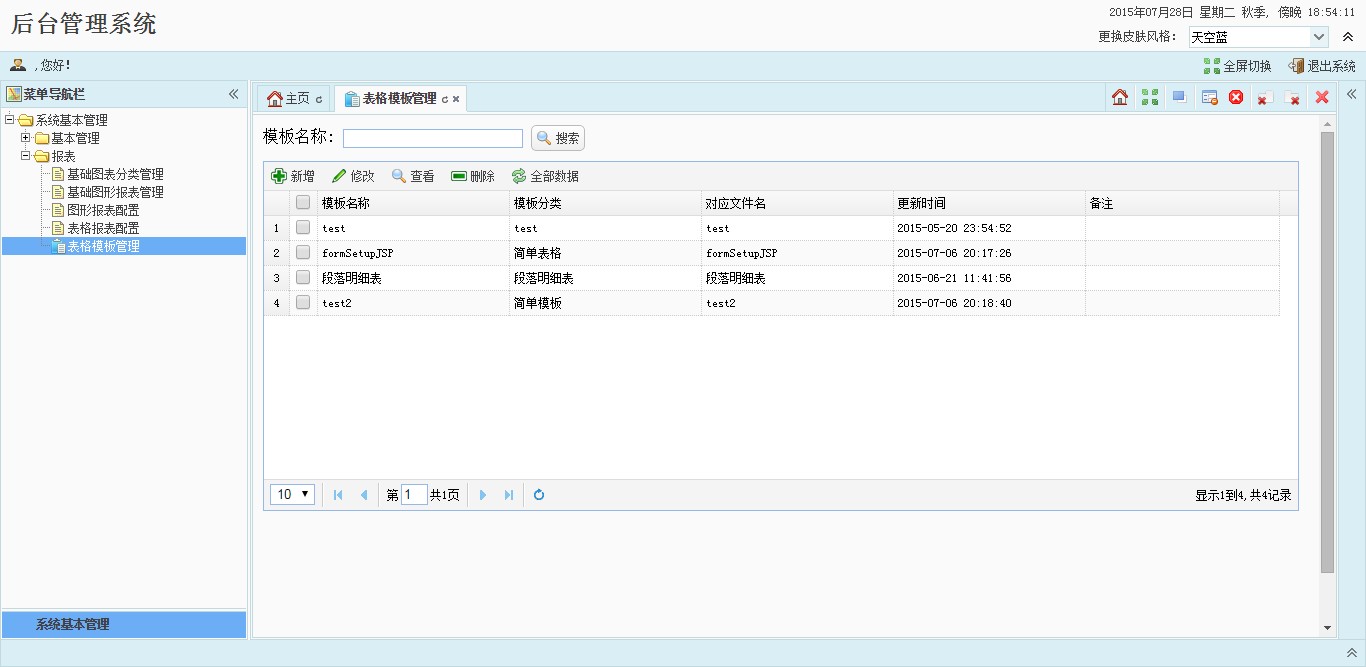 后台管理系统
2015年07月28日 星期二 秋季, 傍晚 18:54:11
更换皮肤风格: 天空蓝
,您好!
全屏切换 退出系统
菜单导航栏
系统基本管理
基本管理
报表
基础图表分类管理
基础图形报表管理
图形报表配置
表格报表配置
表格模板管理
系统基本管理
主页 表格模板管理
模板名称: 搜索
新增 修改 查看 删除 全部数据
模板名称 模板分类 对应文件名 更新时间 备注
1 test test test 2015-05-20 23:54:52
2 formSetupJSP 简单表格 formSetupJSP 2015-07-06 20:17:26
3 段落明细表 段落明细表 段落明细表 2015-06-21 11:41:56
4 test2 简单模板 test2 2015-07-06 20:18:40
10 第 1 共1页 显示1到4,共4记录